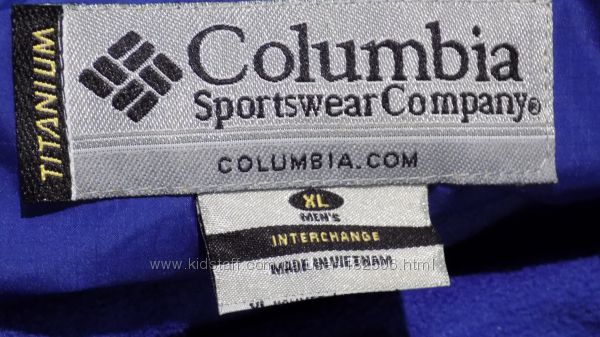 TITANIUM
Columbia
Sportswear Company®
COLUMBIA.COM
XL
MEN'S
INTERCHANGE
MADE IN VIETNAM